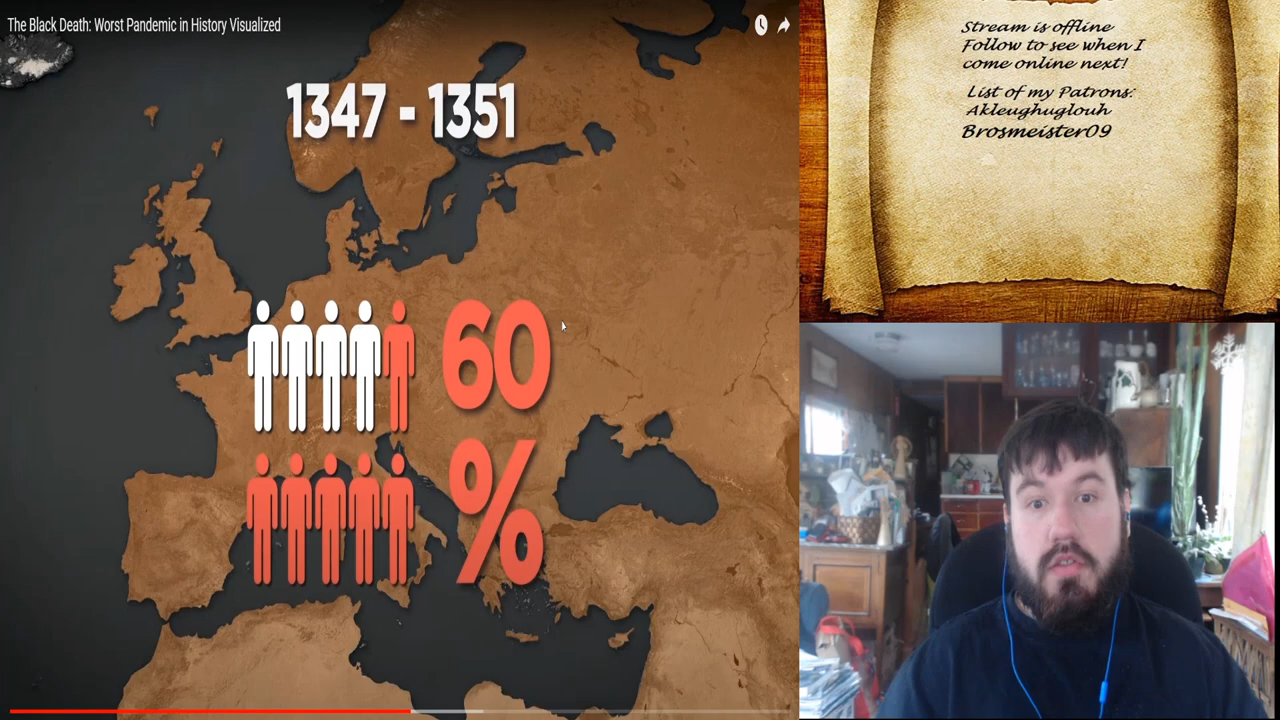 The Black Death: Worst Pandemic in History Visualized
1347 - 1351
60
%
Stream is offline
Follow to see when I
come online next!
List of my Patrons:
Akleughuglouh
Brosmeister09